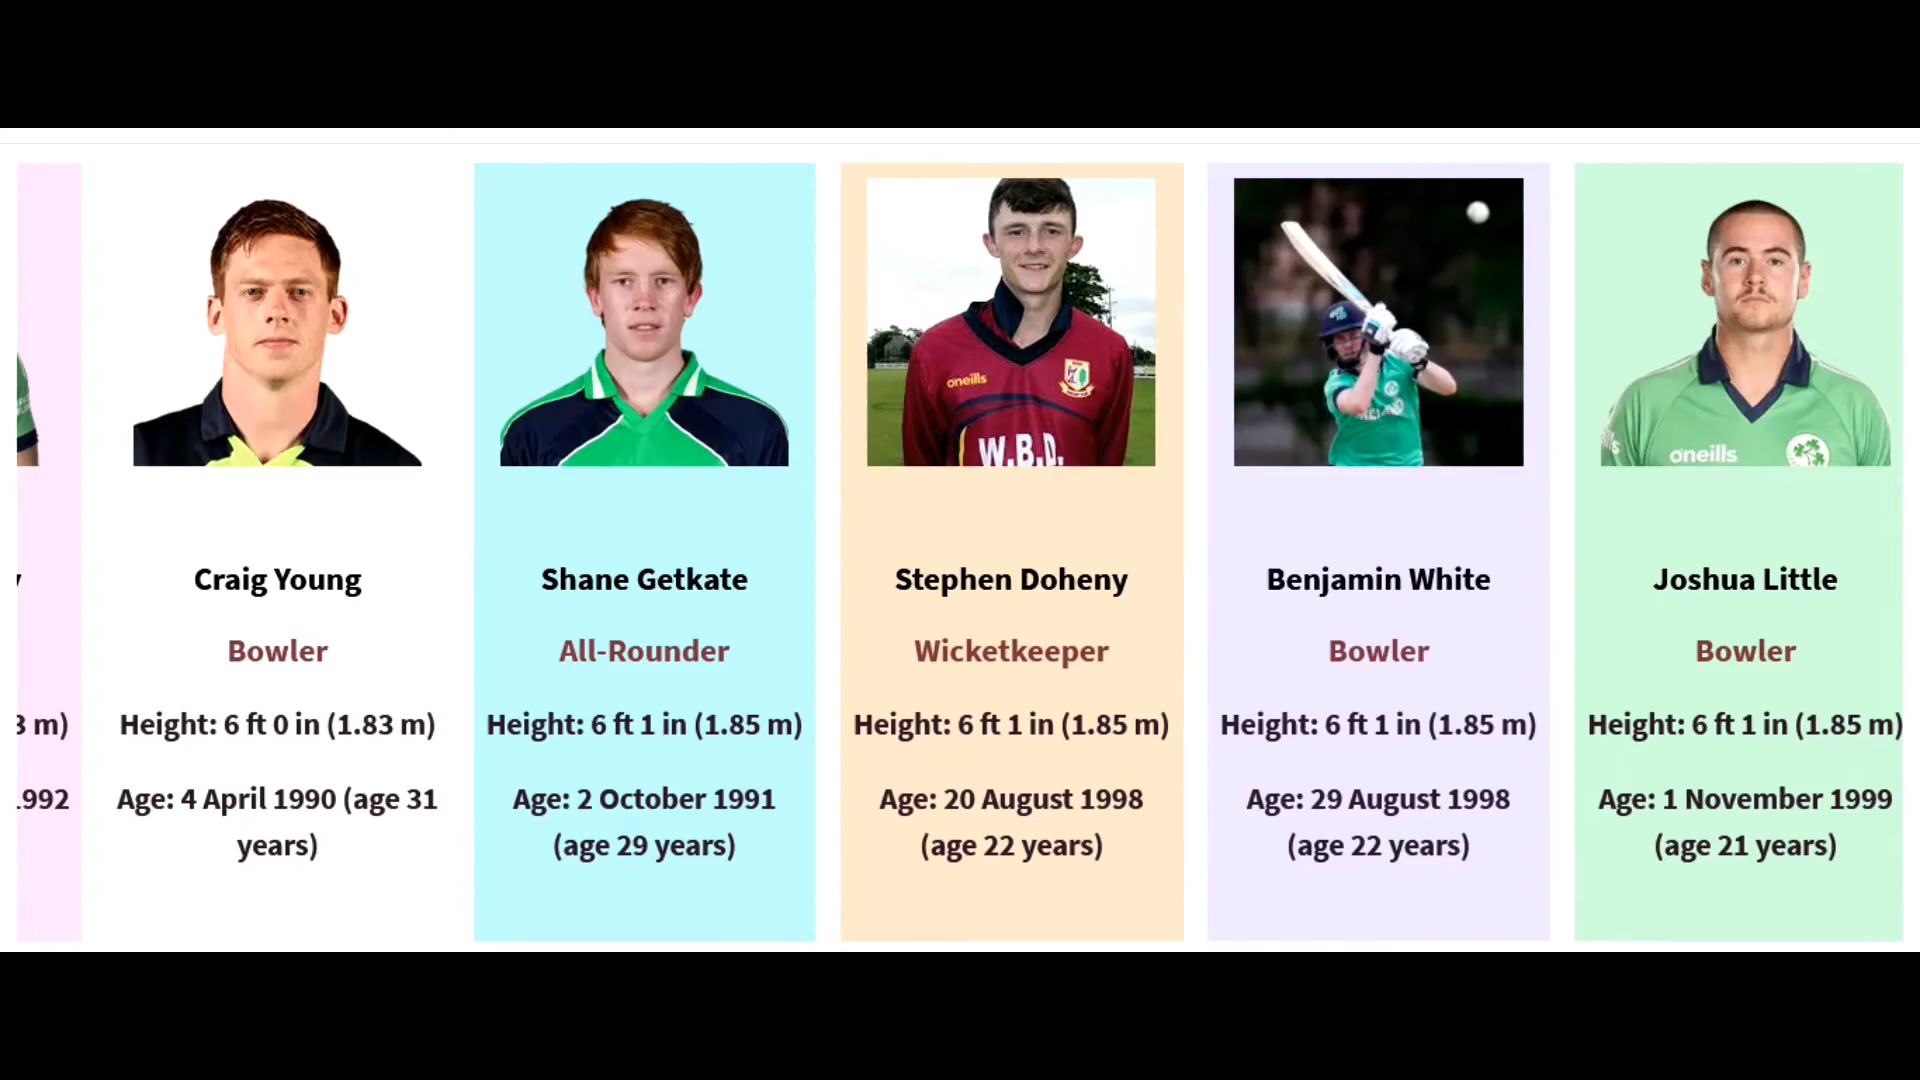 oneills
W.B.D.
oneills
Craig Young
Shane Getkate
Stephen Doheny
Benjamin White
Joshua Little
Bowler
All-Rounder
Wicketkeeper
Bowler
Bowler
m)
Height: 6 ft 0 in (1.83 m)
Height: 6 ft 1 in (1.85 m)
Height: 6 ft 1 in (1.85 m)
Height: 6 ft 1 in (1.85 m)
Height: 6 ft 1 in (1.85 m)
1992
Age: 4 April 1990 (age 31
years)
Age: 2 October 1991
(age 29 years)
Age: 20 August 1998
(age 22 years)
Age: 29 August 1998
(age 22 years)
Age: 1 November 1999
(age 21 years)